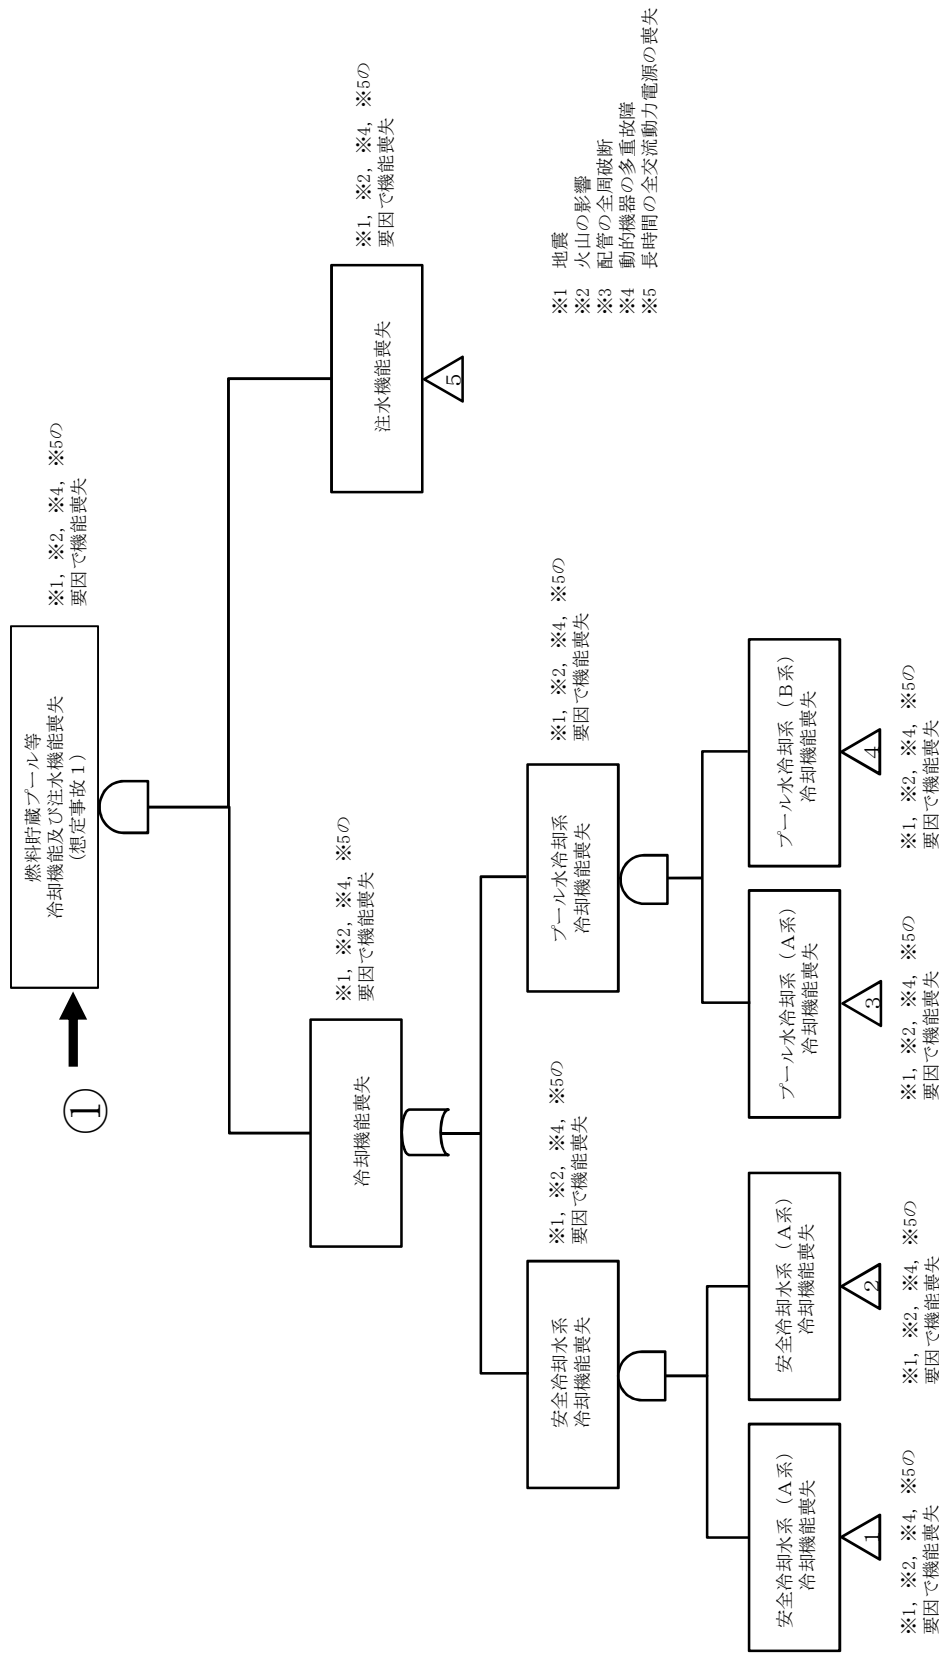 ①
燃料貯蔵プール等
冷却機能及び注水機能喪失
(想定事故１)
※1，※2，※4，※5の
要因で機能喪失
冷却機能喪失
※1，※2，※4，※5の
要因で機能喪失
注水機能喪失
※1，※2，※4，※5の
要因で機能喪失
5
安全冷却水系
冷却機能喪失
※1，※2，※4，※5の
要因で機能喪失
プール水冷却系
冷却機能喪失
※1，※2，※4，※5の
要因で機能喪失
安全冷却水系（Ａ系）
冷却機能喪失
1
※1，※2，※4，※5の
要因で機能喪失
安全冷却水系（Ａ系）
冷却機能喪失
2
※1，※2，※4，※5の
要因で機能喪失
プール水冷却系（Ａ系）
冷却機能喪失
3
※1，※2，※4，※5の
要因で機能喪失
プール水冷却系（Ｂ系）
冷却機能喪失
4
※1，※2，※4，※5の
要因で機能喪失
※1　地震
※2　火山の影響
※3　配管の全周破断
※4　動的機器の多重故障
※5　長時間の全交流動力電源の喪失